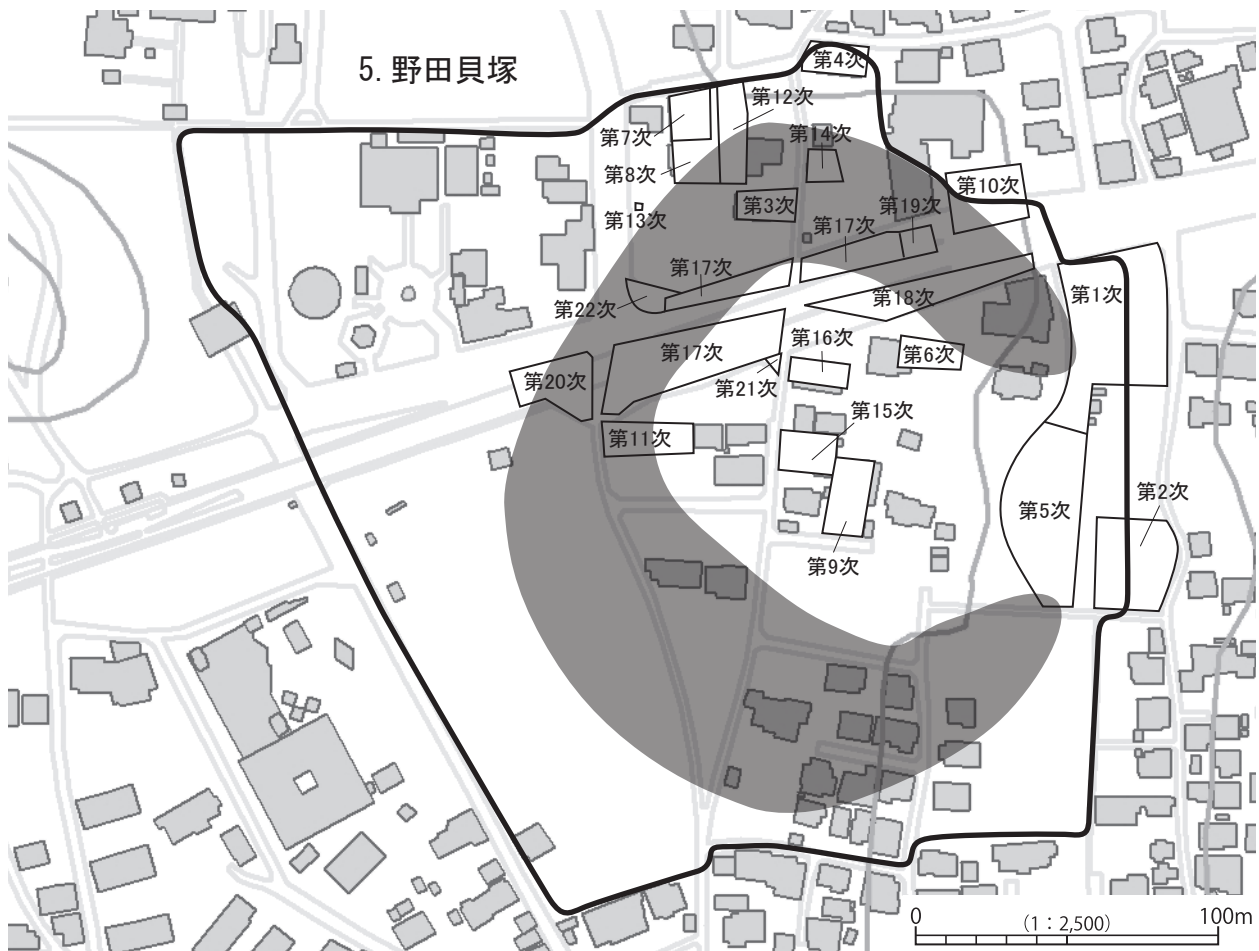 5. 野田貝塚
第4次
第12次
第7次
第14次
第8次
第10次
第3次
第19次
第13次
第17次
第17次
第1次
第22次
第18次
第16次
第17次
第6次
第20次
第21次
第15次
第11次
第2次
第5次
第9次
0
(1：2,500)
100m